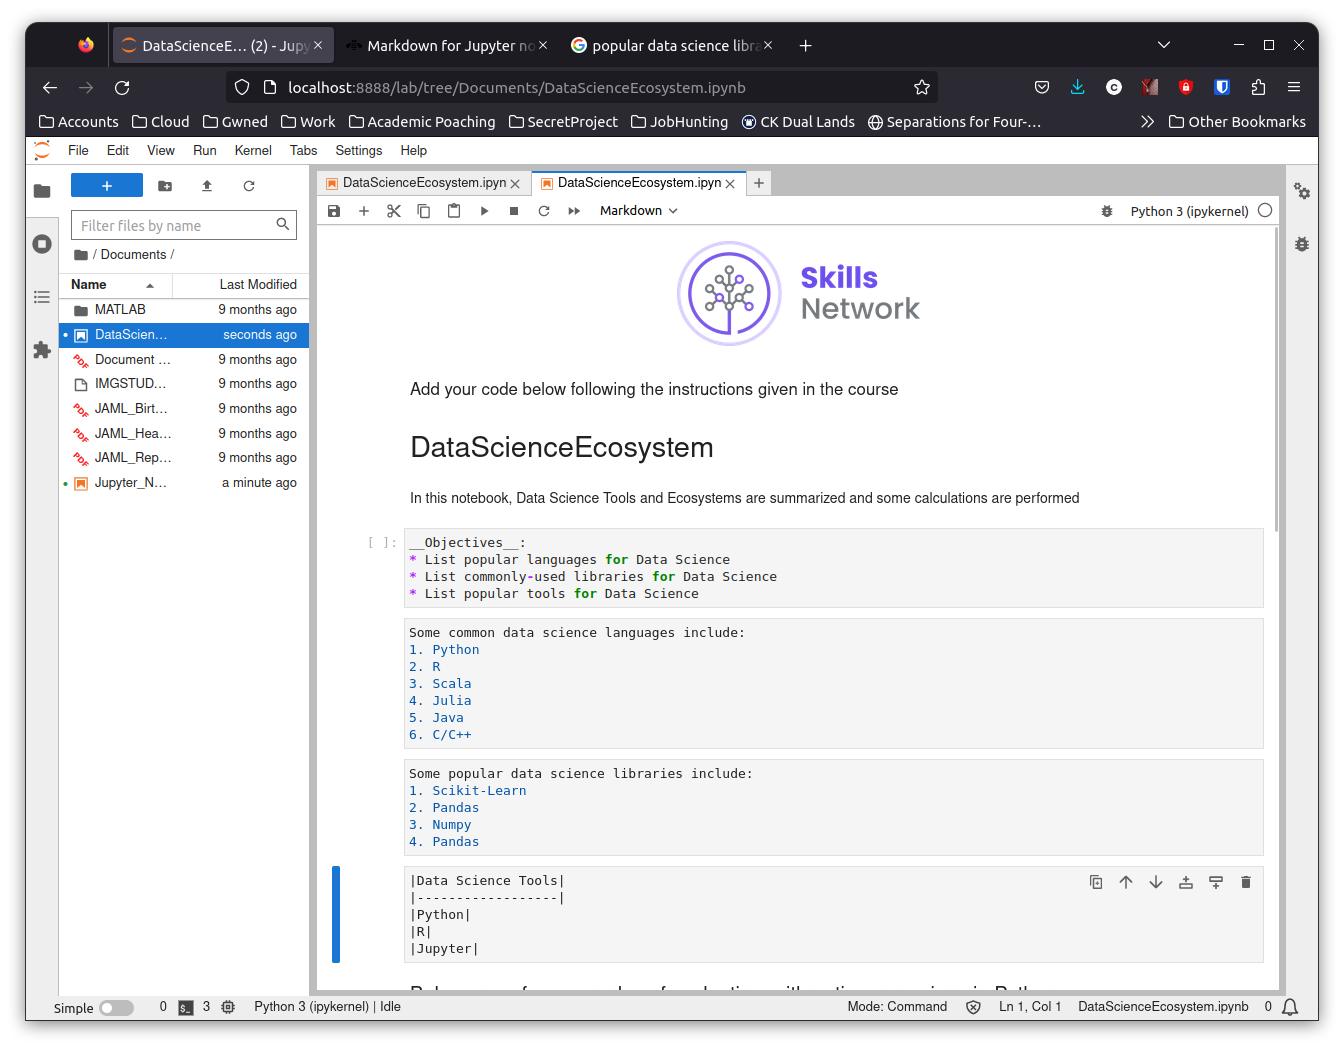 DataScienceE… (2) - Jupy
Markdown for Jupyter no
popular data science libra
localhost:8888/lab/tree/Documents/DataScienceEcosystem.ipynb
Accounts Cloud Gwned Work Academic Poaching SecretProject JobHunting CK Dual Lands Separations for Four-… Other Bookmarks
File Edit View Run Kernel Tabs Settings Help
Filter files by name
/ Documents /
Name Last Modified
MATLAB 9 months ago
DataScien… seconds ago
Document … 9 months ago
IMGSTUD… 9 months ago
JAML_Birt… 9 months ago
JAML_Hea… 9 months ago
JAML_Rep… 9 months ago
Jupyter_N… a minute ago
DataScienceEcosystem.ipyn
DataScienceEcosystem.ipyn
Markdown
Python 3 (ipykernel)
Skills
Network
Add your code below following the instructions given in the course
DataScienceEcosystem
In this notebook, Data Science Tools and Ecosystems are summarized and some calculations are performed
[ ]: __Objectives__:
* List popular languages for Data Science
* List commonly-used libraries for Data Science
* List popular tools for Data Science
Some common data science languages include:
1. Python
2. R
3. Scala
4. Julia
5. Java
6. C/C++
Some popular data science libraries include:
1. Scikit-Learn
2. Pandas
3. Numpy
4. Pandas
|Data Science Tools|
|------------------|
|Python|
|R|
|Jupyter|
Simple 0 3 Python 3 (ipykernel) | Idle Mode: Command Ln 1, Col 1 DataScienceEcosystem.ipynb 0